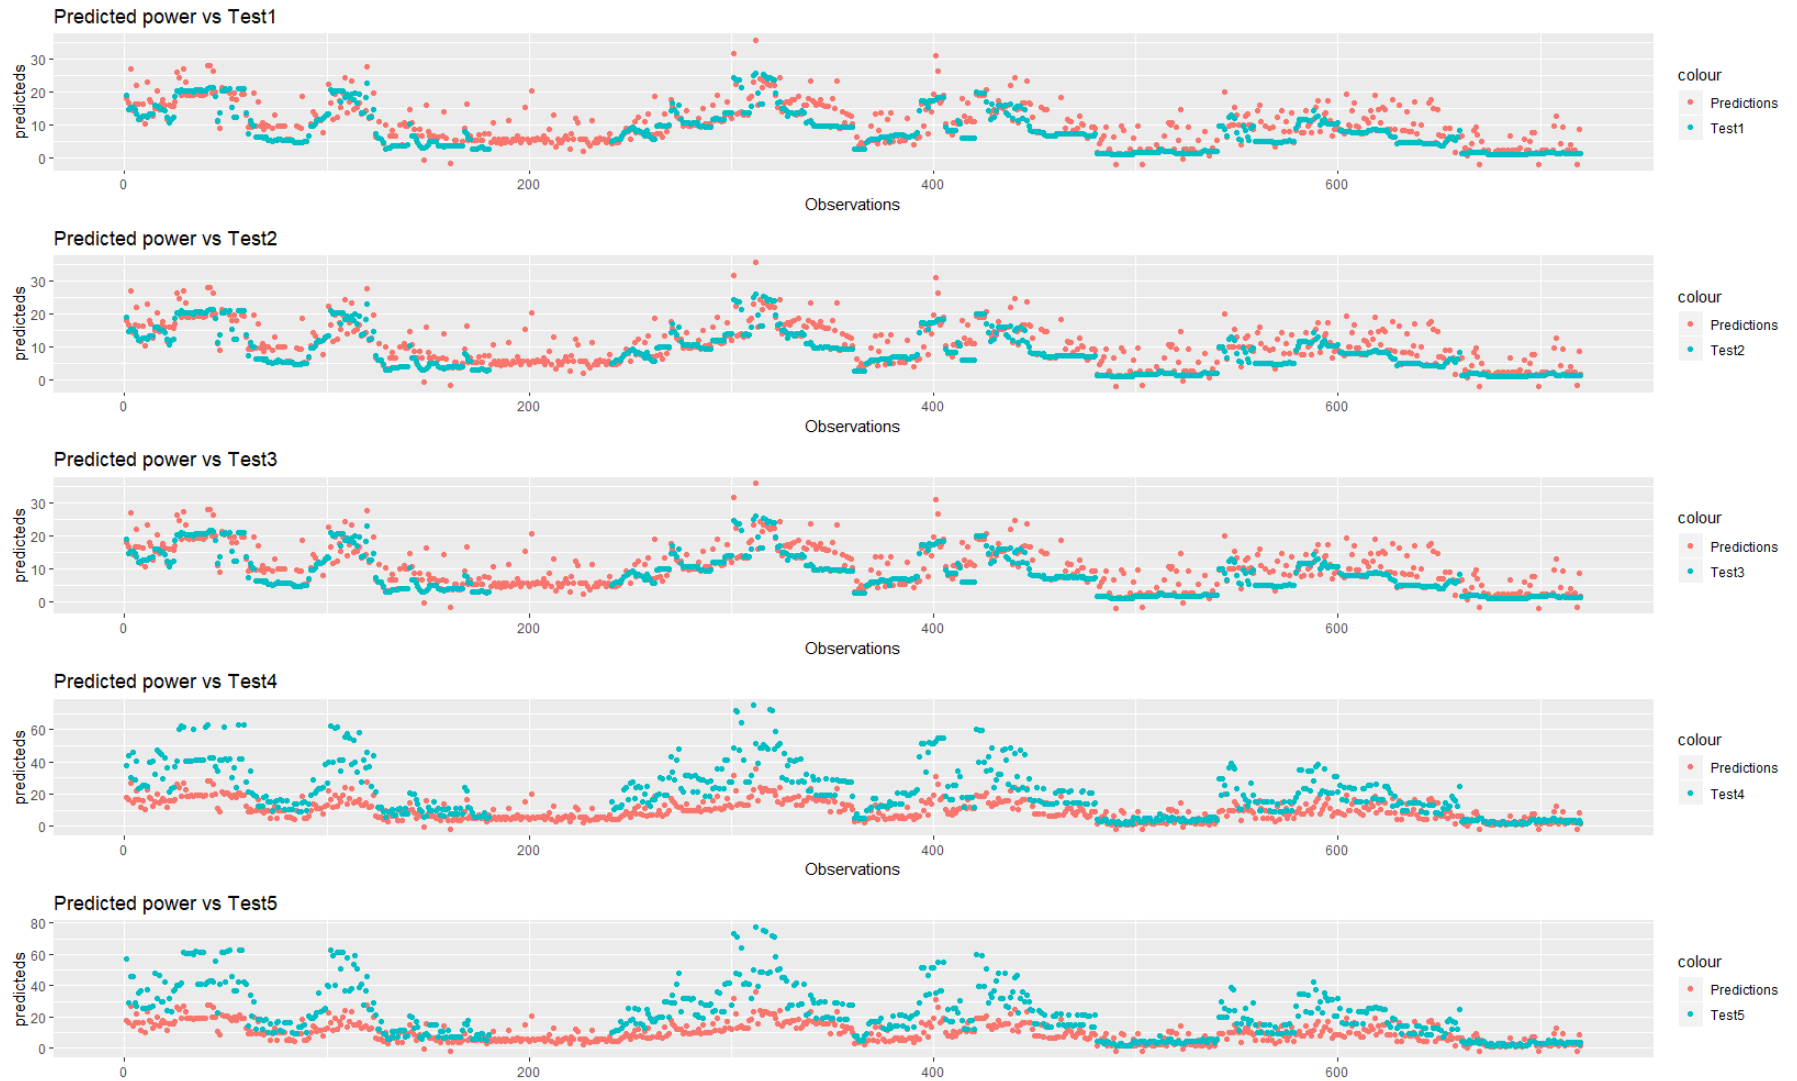 Predicted power vs Test1
predicteds
30
20
10
0
0 200 400 600
Observations
colour
Predictions
Test1
Predicted power vs Test2
predicteds
30
20
10
0
0 200 400 600
Observations
colour
Predictions
Test2
Predicted power vs Test3
predicteds
30
20
10
0
0 200 400 600
Observations
colour
Predictions
Test3
Predicted power vs Test4
predicteds
60
40
20
0
0 200 400 600
Observations
colour
Predictions
Test4
Predicted power vs Test5
predicteds
80
60
40
20
0
0 200 400 600
colour
Predictions
Test5